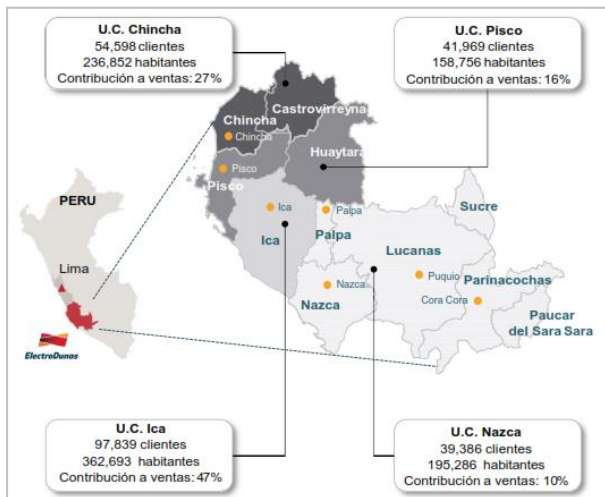 U.C. Chincha
54,598 clientes
236,852 habitantes
Contribución a ventas: 27%
U.C. Pisco
41,969 clientes
158,756 habitantes
Contribución a ventas: 16%
Castrovirreyna
Chincha
Chincha
Huaytará
Pisco
Pisco
PERU
Lima
ElectroDunas
Ica
Ica
Palpa
Palpa
Sucre
Lucanas
Nazca
Nazca
Puquio
Parinacochas
Cora Cora
Paucar
del Sara Sara
U.C. Ica
97,839 clientes
362,693 habitantes
Contribución a ventas: 47%
U.C. Nazca
39,386 clientes
195,286 habitantes
Contribución a ventas: 10%